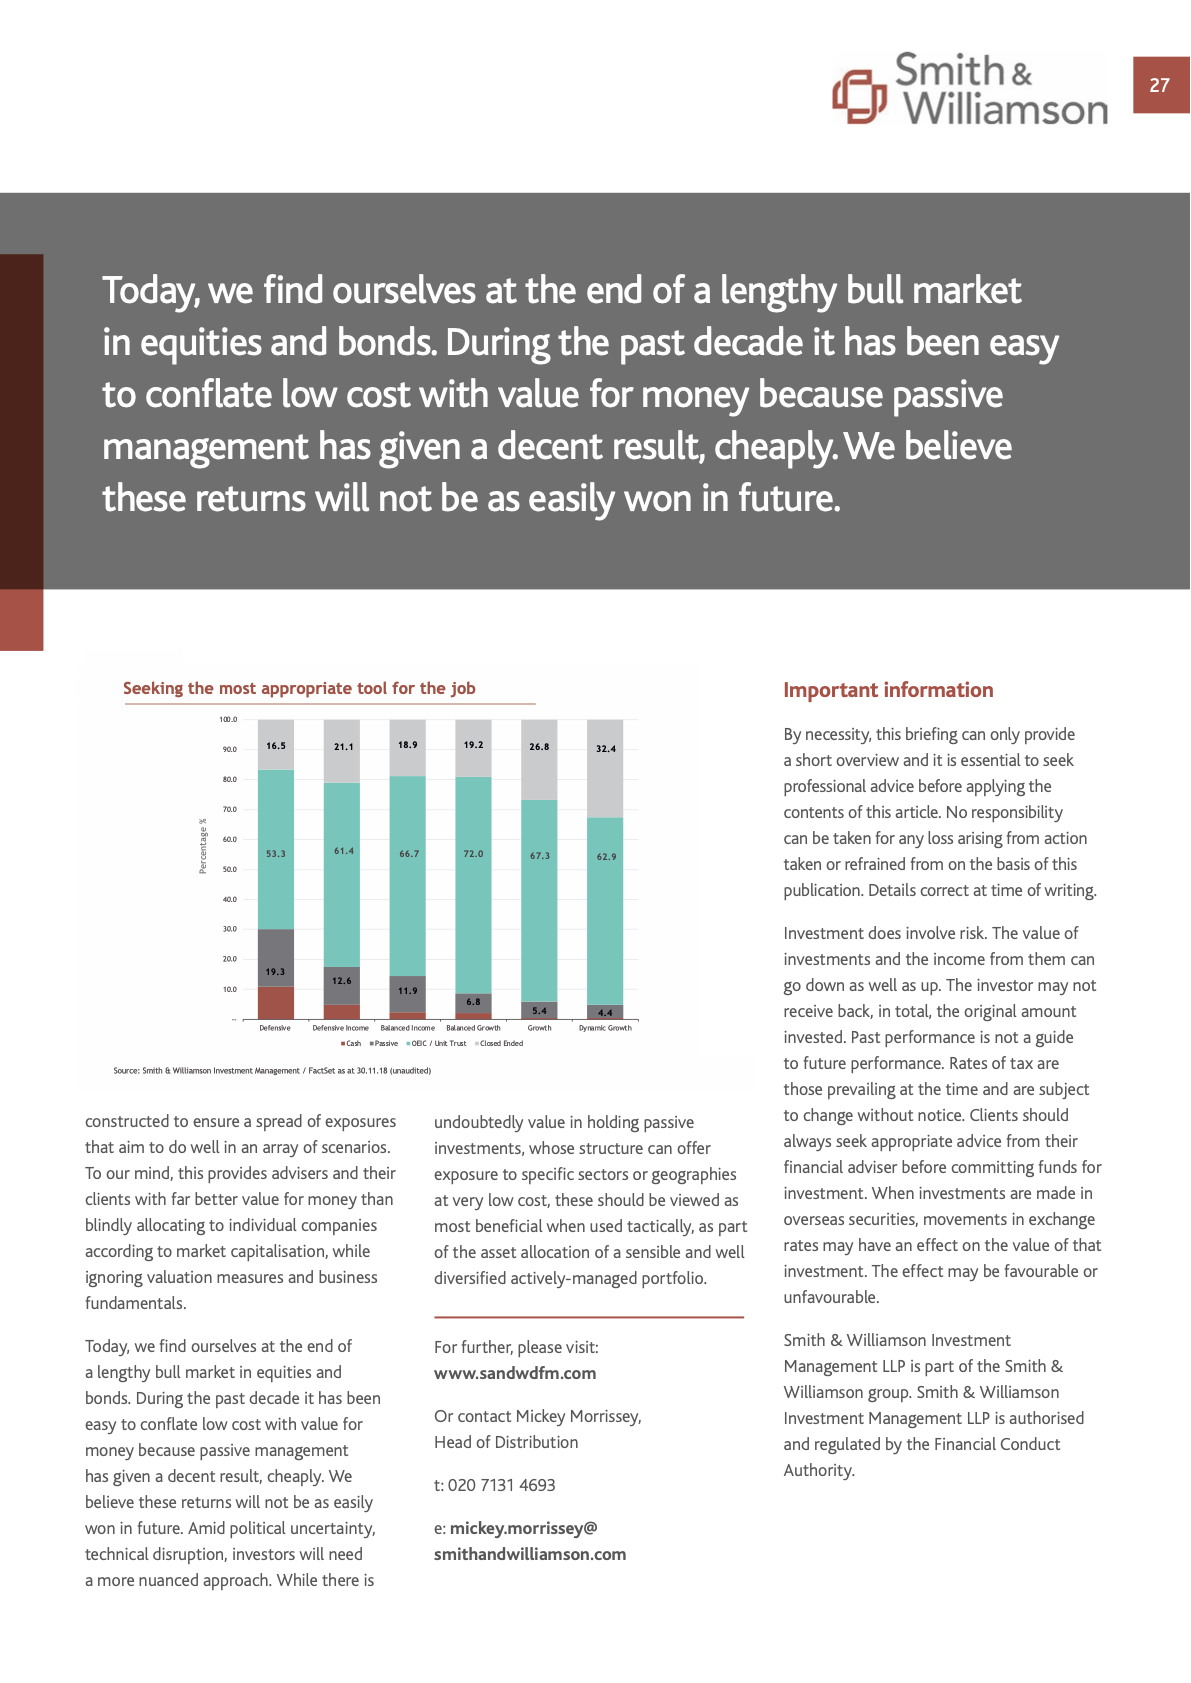 Smith &
Williamson
27
Today, we find ourselves at the end of a lengthy bull market
in equities and bonds. During the past decade it has been easy
to conflate low cost with value for money because passive
management has given a decent result, cheaply. We believe
these returns will not be as easily won in future.
Seeking the most appropriate tool for the job
Percentage %
100.0
90.0
80.0
70.0
60.0
50.0
40.0
30.0
20.0
10.0
--
16.5 21.1 18.9 19.2 26.8 32.4
53.3 61.4 66.7 72.0 67.3 62.9
19.3 12.6 11.9 6.8 5.4 4.4
Defensive Defensive Income Balanced Income Balanced Growth Growth Dynamic Growth
Cash Passive OEIC / Unit Trust Closed Ended
Source: Smith & Williamson Investment Management / FactSet as at 30.11.18 (unaudited)
constructed to ensure a spread of exposures
that aim to do well in an array of scenarios.
To our mind, this provides advisers and their
clients with far better value for money than
blindly allocating to individual companies
according to market capitalisation, while
ignoring valuation measures and business
fundamentals.
Today, we find ourselves at the end of
a lengthy bull market in equities and
bonds. During the past decade it has been
easy to conflate low cost with value for
money because passive management
has given a decent result, cheaply. We
believe these returns will not be as easily
won in future. Amid political uncertainty,
technical disruption, investors will need
a more nuanced approach. While there is
undoubtedly value in holding passive
investments, whose structure can offer
exposure to specific sectors or geographies
at very low cost, these should be viewed as
most beneficial when used tactically, as part
of the asset allocation of a sensible and well
diversified actively-managed portfolio.
For further, please visit:
www.sandwdfm.com
Or contact Mickey Morrissey,
Head of Distribution
t: 020 7131 4693
e: mickey.morrissey@
smithandwilliamson.com
Important information
By necessity, this briefing can only provide
a short overview and it is essential to seek
professional advice before applying the
contents of this article. No responsibility
can be taken for any loss arising from action
taken or refrained from on the basis of this
publication. Details correct at time of writing.
Investment does involve risk. The value of
investments and the income from them can
go down as well as up. The investor may not
receive back, in total, the original amount
invested. Past performance is not a guide
to future performance. Rates of tax are
those prevailing at the time and are subject
to change without notice. Clients should
always seek appropriate advice from their
financial adviser before committing funds for
investment. When investments are made in
overseas securities, movements in exchange
rates may have an effect on the value of that
investment. The effect may be favourable or
unfavourable.
Smith & Williamson Investment
Management LLP is part of the Smith &
Williamson group. Smith & Williamson
Investment Management LLP is authorised
and regulated by the Financial Conduct
Authority.